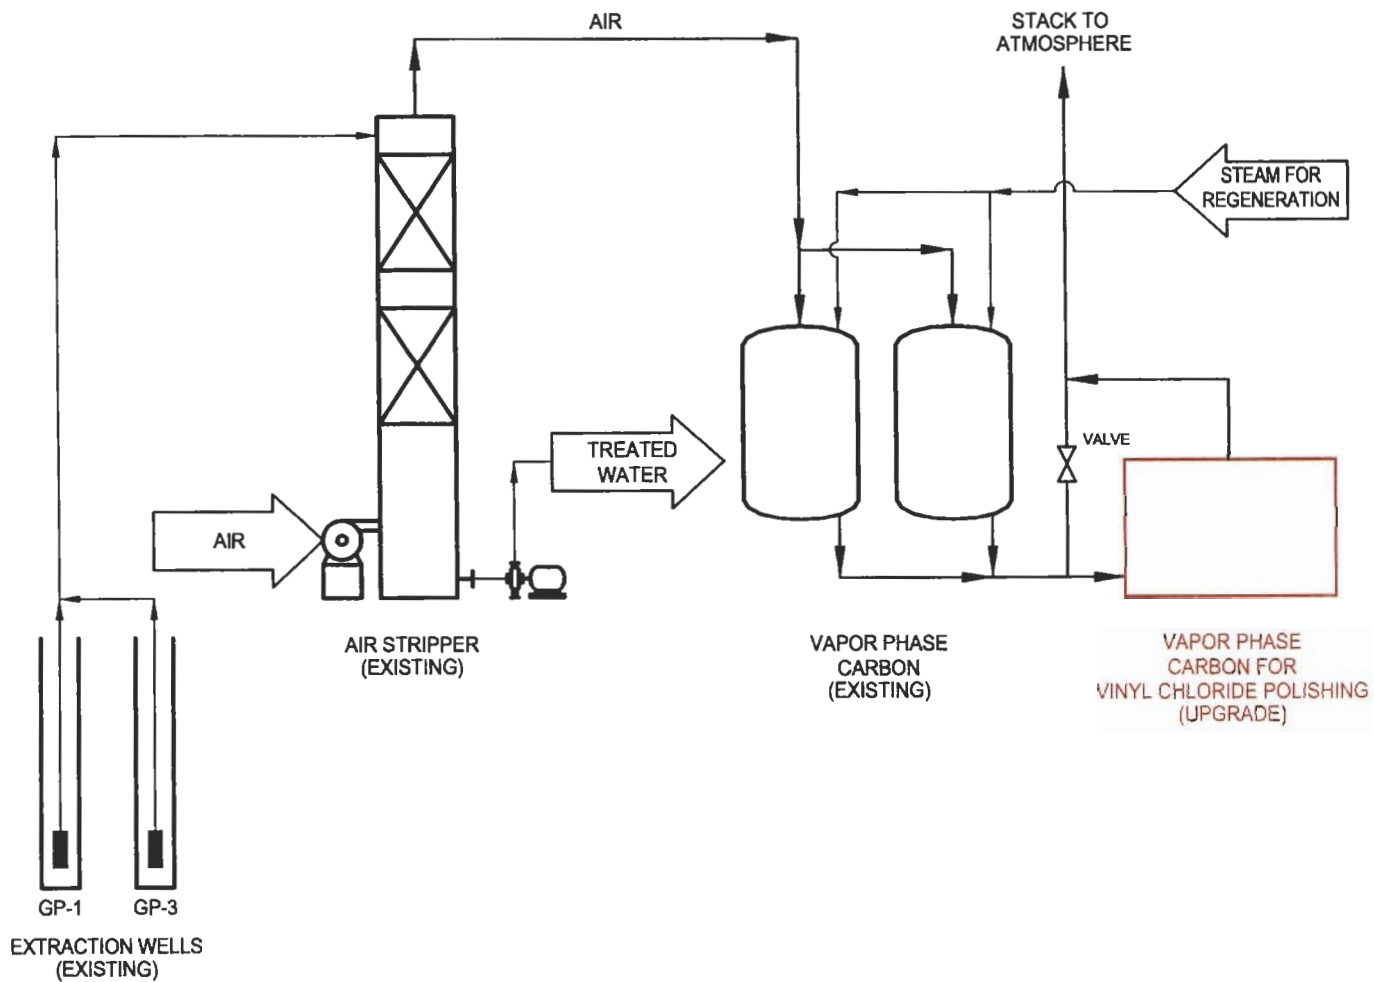 AIR
STACK TO
ATMOSPHERE
STEAM FOR
REGENERATION
VALVE
TREATED
WATER
AIR
AIR STRIPPER
(EXISTING)
VAPOR PHASE
CARBON
(EXISTING)
VAPOR PHASE
CARBON FOR
VINYL CHLORIDE POLISHING
(UPGRADE)
GP-1
GP-3
EXTRACTION WELLS
(EXISTING)